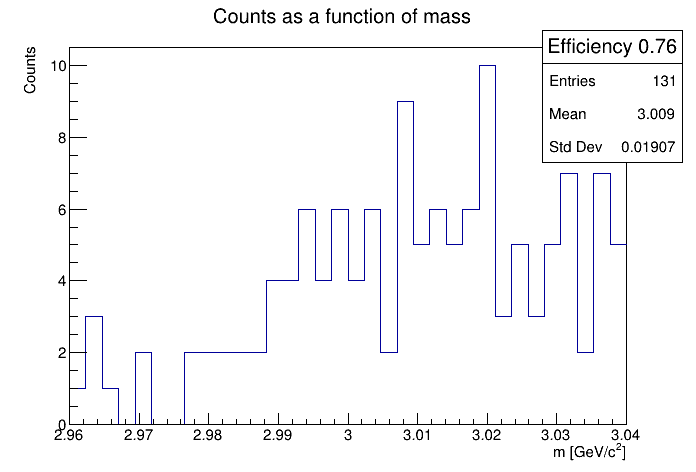 Counts as a function of mass
Efficiency 0.76
Entries 131
Mean 3.009
Std Dev 0.01907
Counts
10
8
6
4
2
0
2.96 2.97 2.98 2.99 3 3.01 3.02 3.03 3.04
m [GeV/c²]